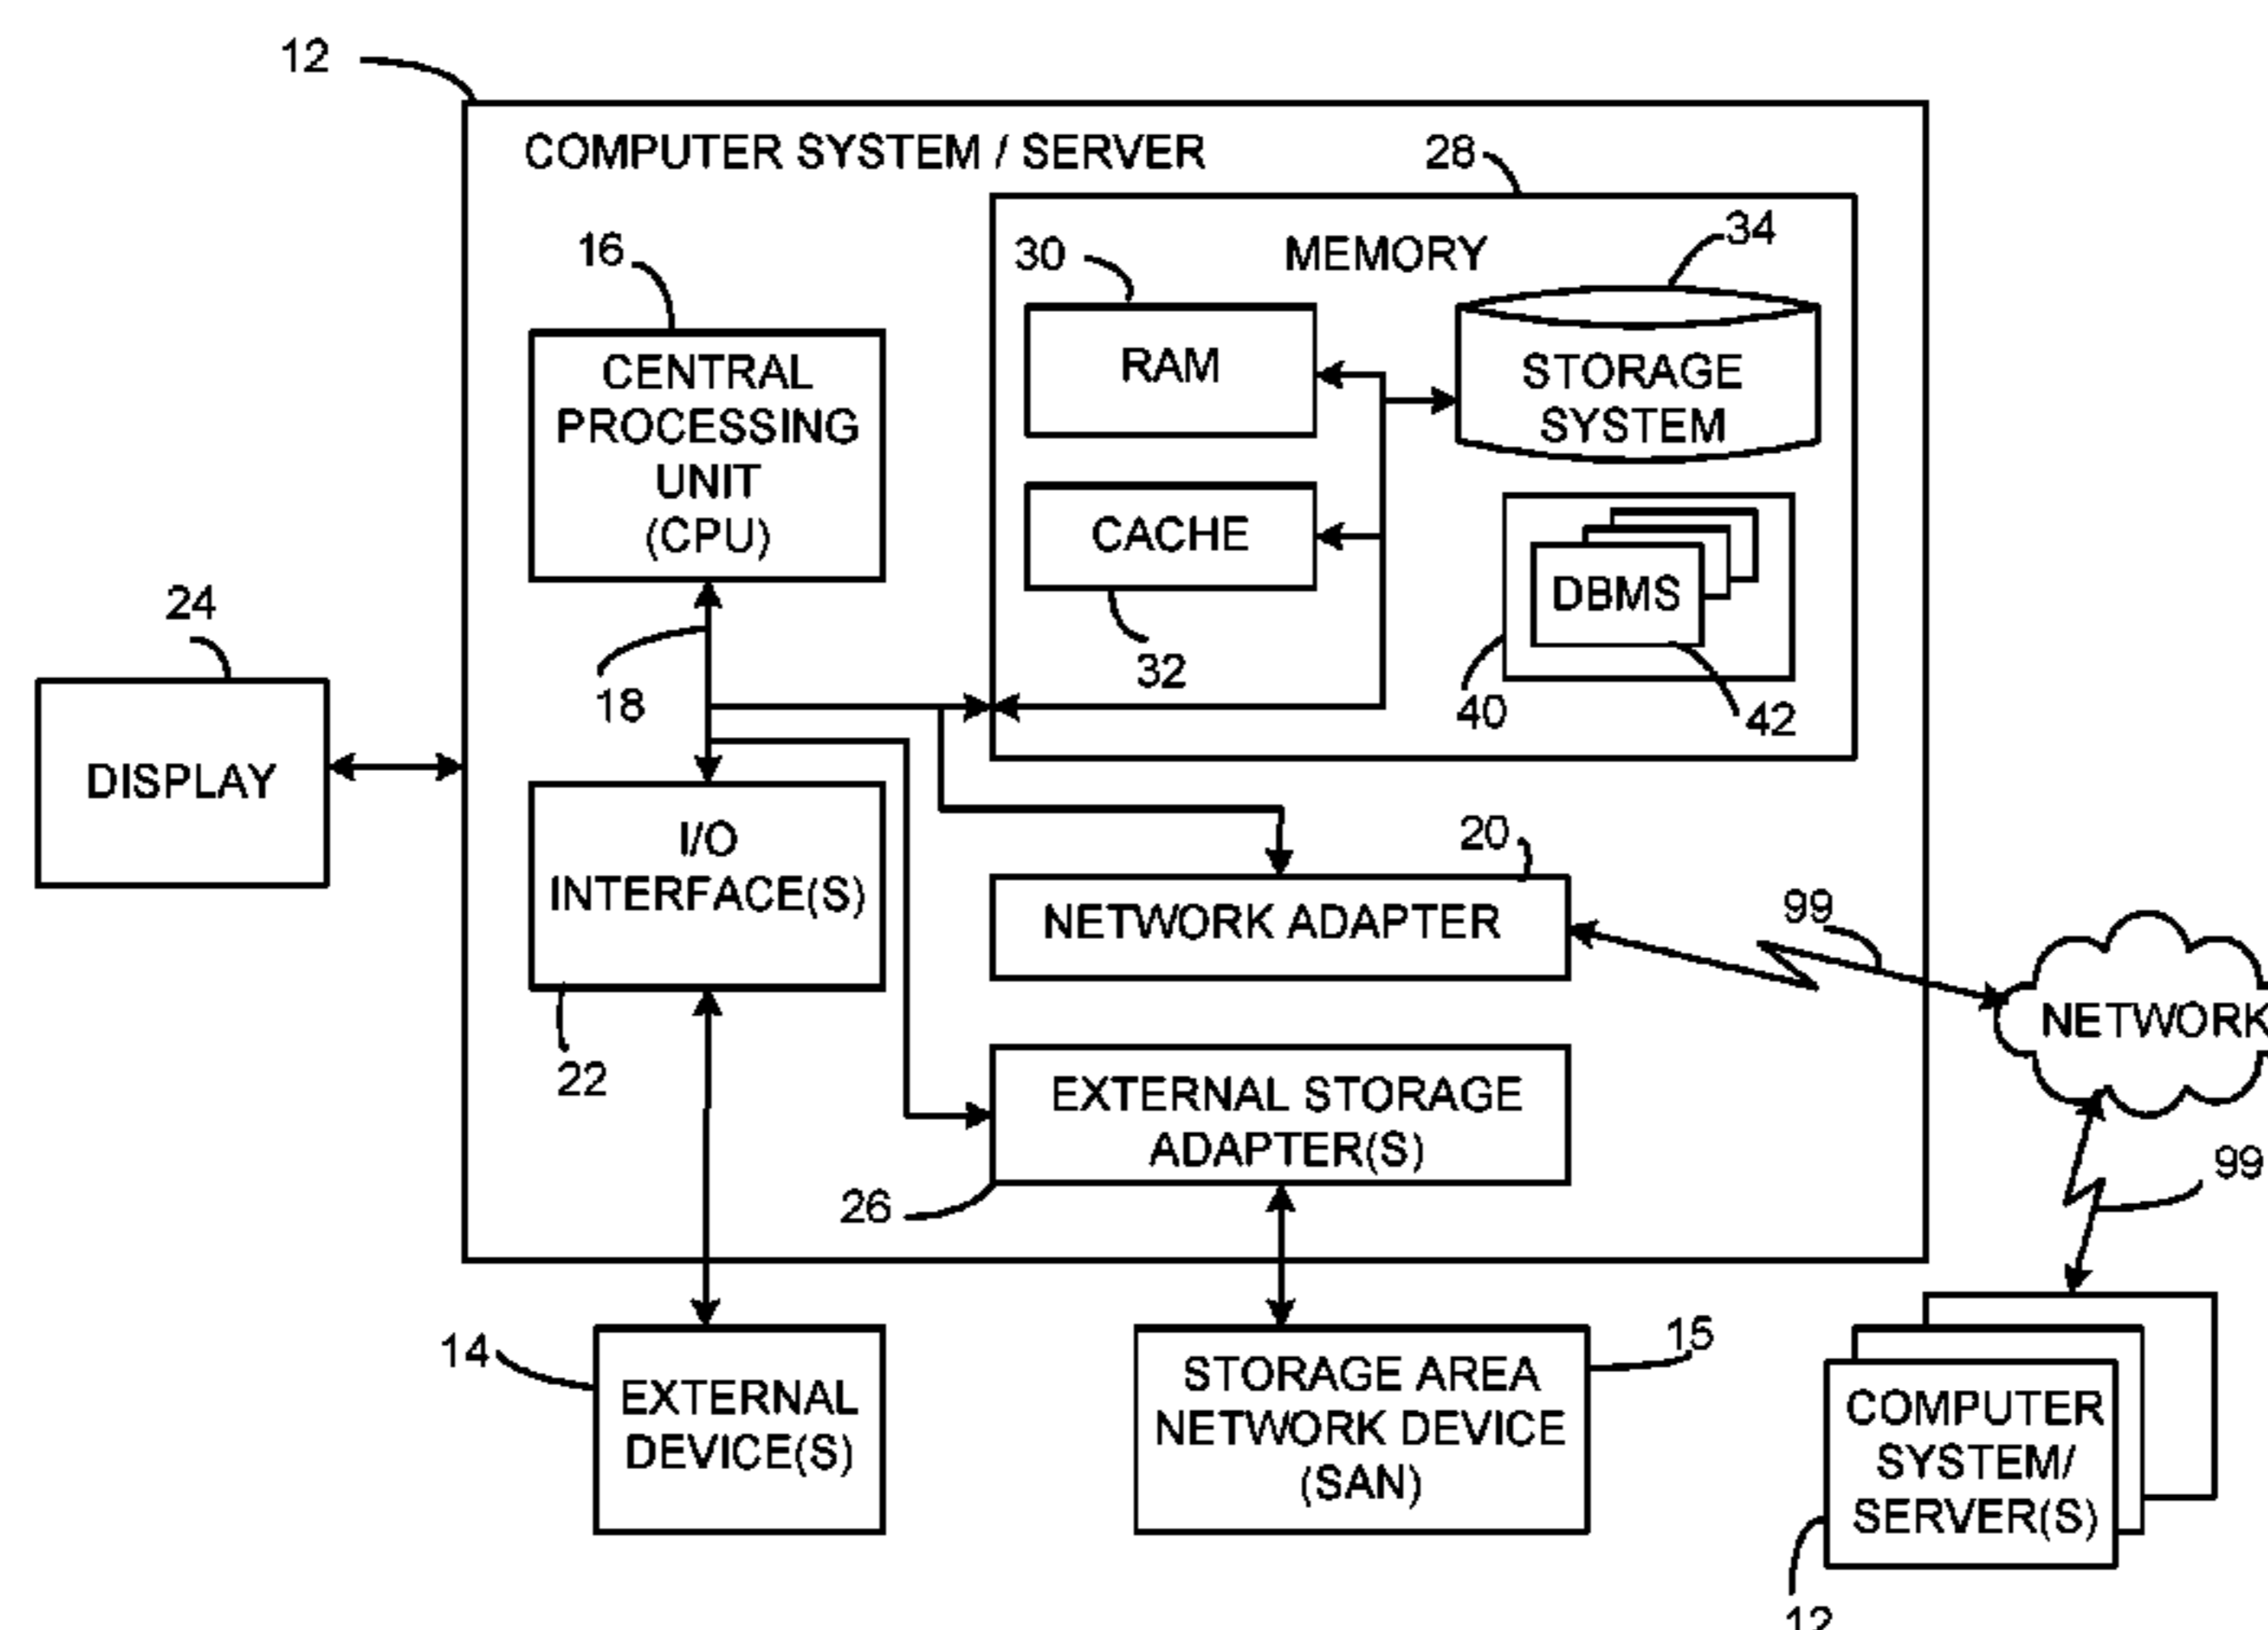 12
COMPUTER SYSTEM / SERVER
28
16
30
MEMORY
34
CENTRAL
PROCESSING
UNIT
(CPU)
RAM
STORAGE
SYSTEM
CACHE
DBMS
24
18
32
40
42
DISPLAY
I/O
INTERFACE(S)
20
NETWORK ADAPTER
99
NETWORK
22
EXTERNAL STORAGE
ADAPTER(S)
26
99
14
EXTERNAL
DEVICE(S)
STORAGE AREA
NETWORK DEVICE
(SAN)
15
COMPUTER
SYSTEM/
SERVER(S)
12